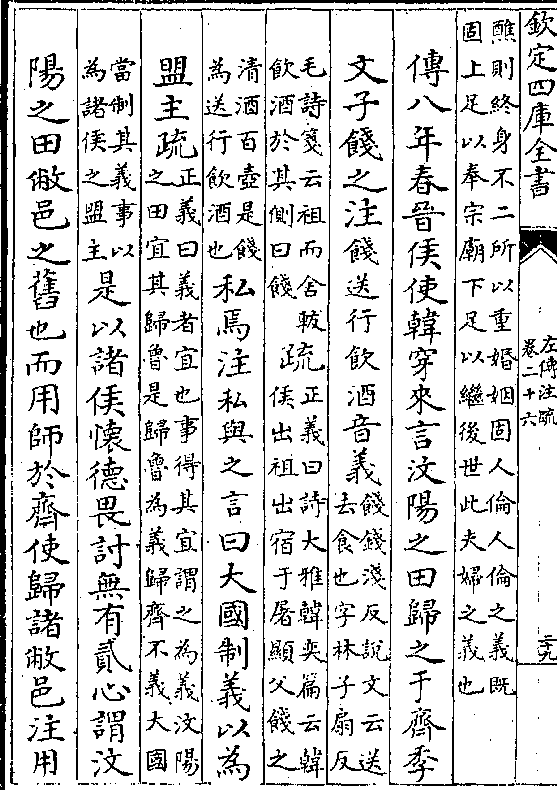 欽定四庫全書
左傳注疏
卷二十六
二九
醮則終身不二所以重婚姻固人倫人倫之義既
固上足以奉宗廟下足以繼後世此夫婦之義也
傳八年春晉侯使韓穿來言汶陽之田歸之于齊季
文子餞之注餞送行飲酒音義餞錢淺反說文云送
去食也字林子扇反
毛詩箋云祖而舍軷
飲酒於其側曰餞
疏正義曰詩大雅韓奕篇云韓
侯出祖出宿于屠顯父餞之
清酒百壺是餞
為送行飲酒也
私焉注私與之言曰大國制義以為
盟主疏正義曰義者宜也事得其宜謂之為義汶陽
之田宜其歸魯是歸魯為義歸齊不義大國
當制其義事以
為諸侯之盟主
是以諸侯懷德畏討無有貳心謂汶
陽之田敝邑之舊也而用師於齊使歸諸敝邑注用